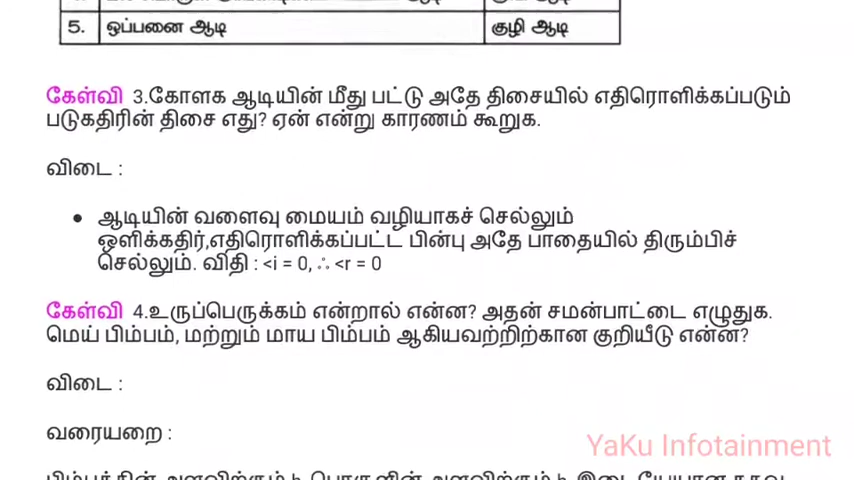 5. ஒப்பனை ஆடி குழி ஆடி
கேள்வி 3.கோளக ஆடியின் மீது பட்டு அதே திசையில் எதிரொளிக்கப்படும்
படுகதிரின் திசை எது? ஏன் என்று காரணம் கூறுக.
விடை :
• ஆடியின் வளைவு மையம் வழியாகச் செல்லும்
ஒளிக்கதிர்,எதிரொளிக்கப்பட்ட பின்பு அதே பாதையில் திரும்பிச்
செல்லும். விதி : <i = 0, ∴ <r = 0
கேள்வி 4.உருப்பெருக்கம் என்றால் என்ன? அதன் சமன்பாட்டை எழுதுக.
மெய் பிம்பம், மற்றும் மாய பிம்பம் ஆகியவற்றிற்கான குறியீடு என்ன?
விடை :
வரையறை :
YaKu Infotainment